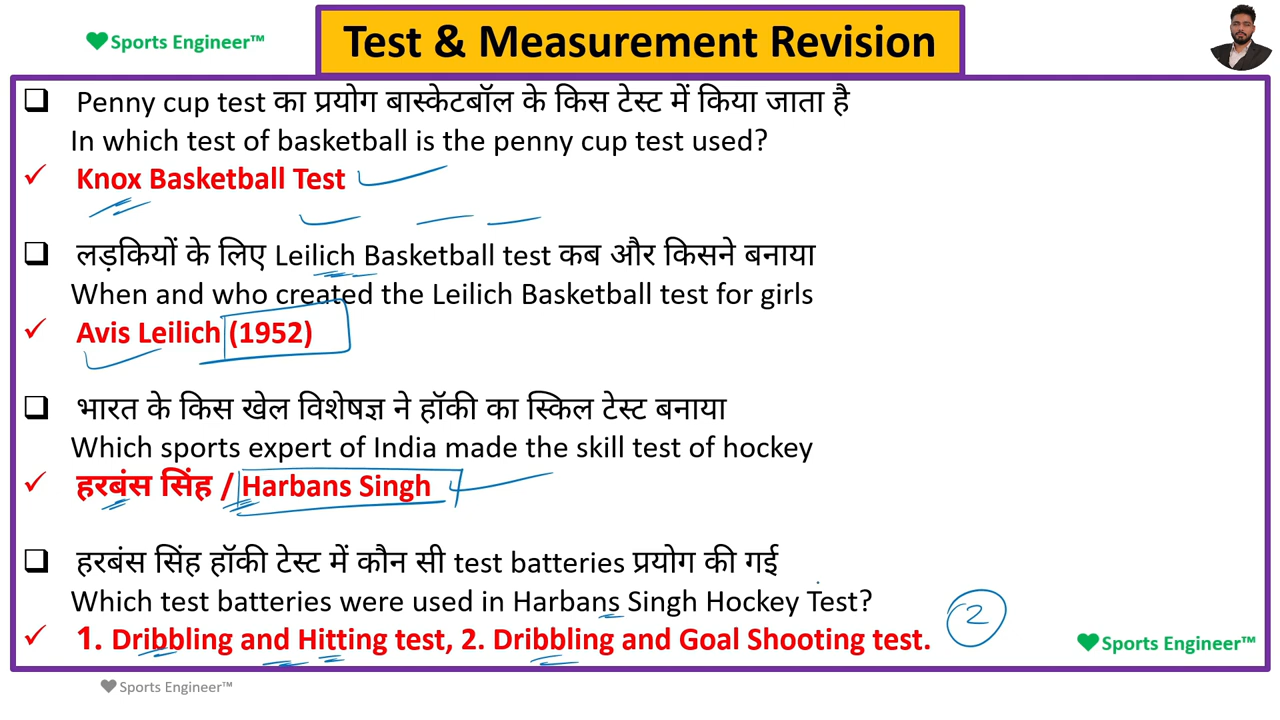 Sports Engineer™
Test & Measurement Revision
Penny cup test का प्रयोग बास्केटबॉल के किस टेस्ट में किया जाता है
In which test of basketball is the penny cup test used?
Knox Basketball Test
लड़कियों के लिए Leilich Basketball test कब और किसने बनाया
When and who created the Leilich Basketball test for girls
Avis Leilich (1952)
भारत के किस खेल विशेषज्ञ ने हॉकी का स्किल टेस्ट बनाया
Which sports expert of India made the skill test of hockey
हरबंस सिंह / Harbans Singh
हरबंस सिंह हॉकी टेस्ट में कौन सी test batteries प्रयोग की गई
Which test batteries were used in Harbans Singh Hockey Test?
1. Dribbling and Hitting test, 2. Dribbling and Goal Shooting test.
2
Sports Engineer™
Sports Engineer™